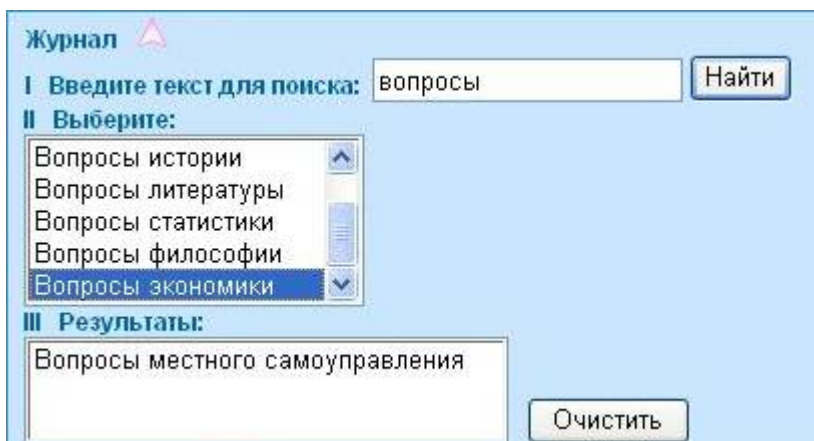 Журнал
I Введите текст для поиска: вопросы Найти
II Выберите:
Вопросы истории
Вопросы литературы
Вопросы статистики
Вопросы философии
Вопросы экономики
III Результаты:
Вопросы местного самоуправления
Очистить